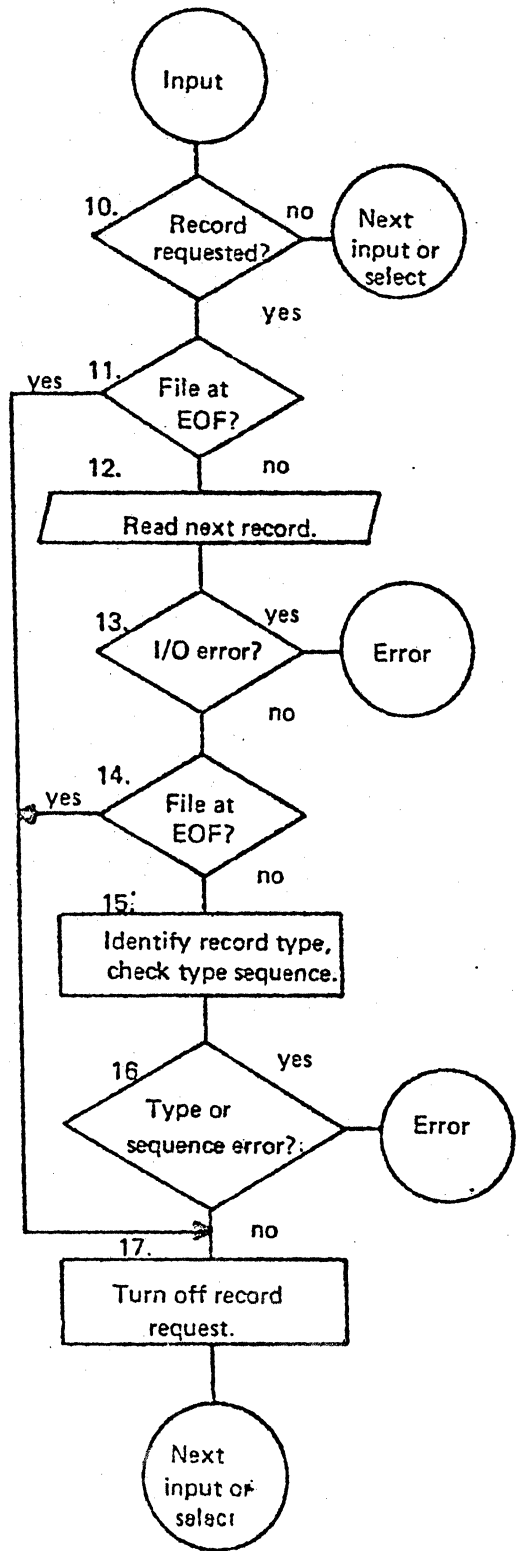 Input
10.
Record
requested?
no
Next
input or
select
yes
yes
11.
File at
EOF?
12.
no
Read next record.
13.
yes
I/O error?
Error
no
14.
yes
File at
EOF?
no
15.
Identify record type,
check type sequence.
16
yes
Type or
sequence error?
Error
no
17.
Turn off record
request.
Next
input or
select